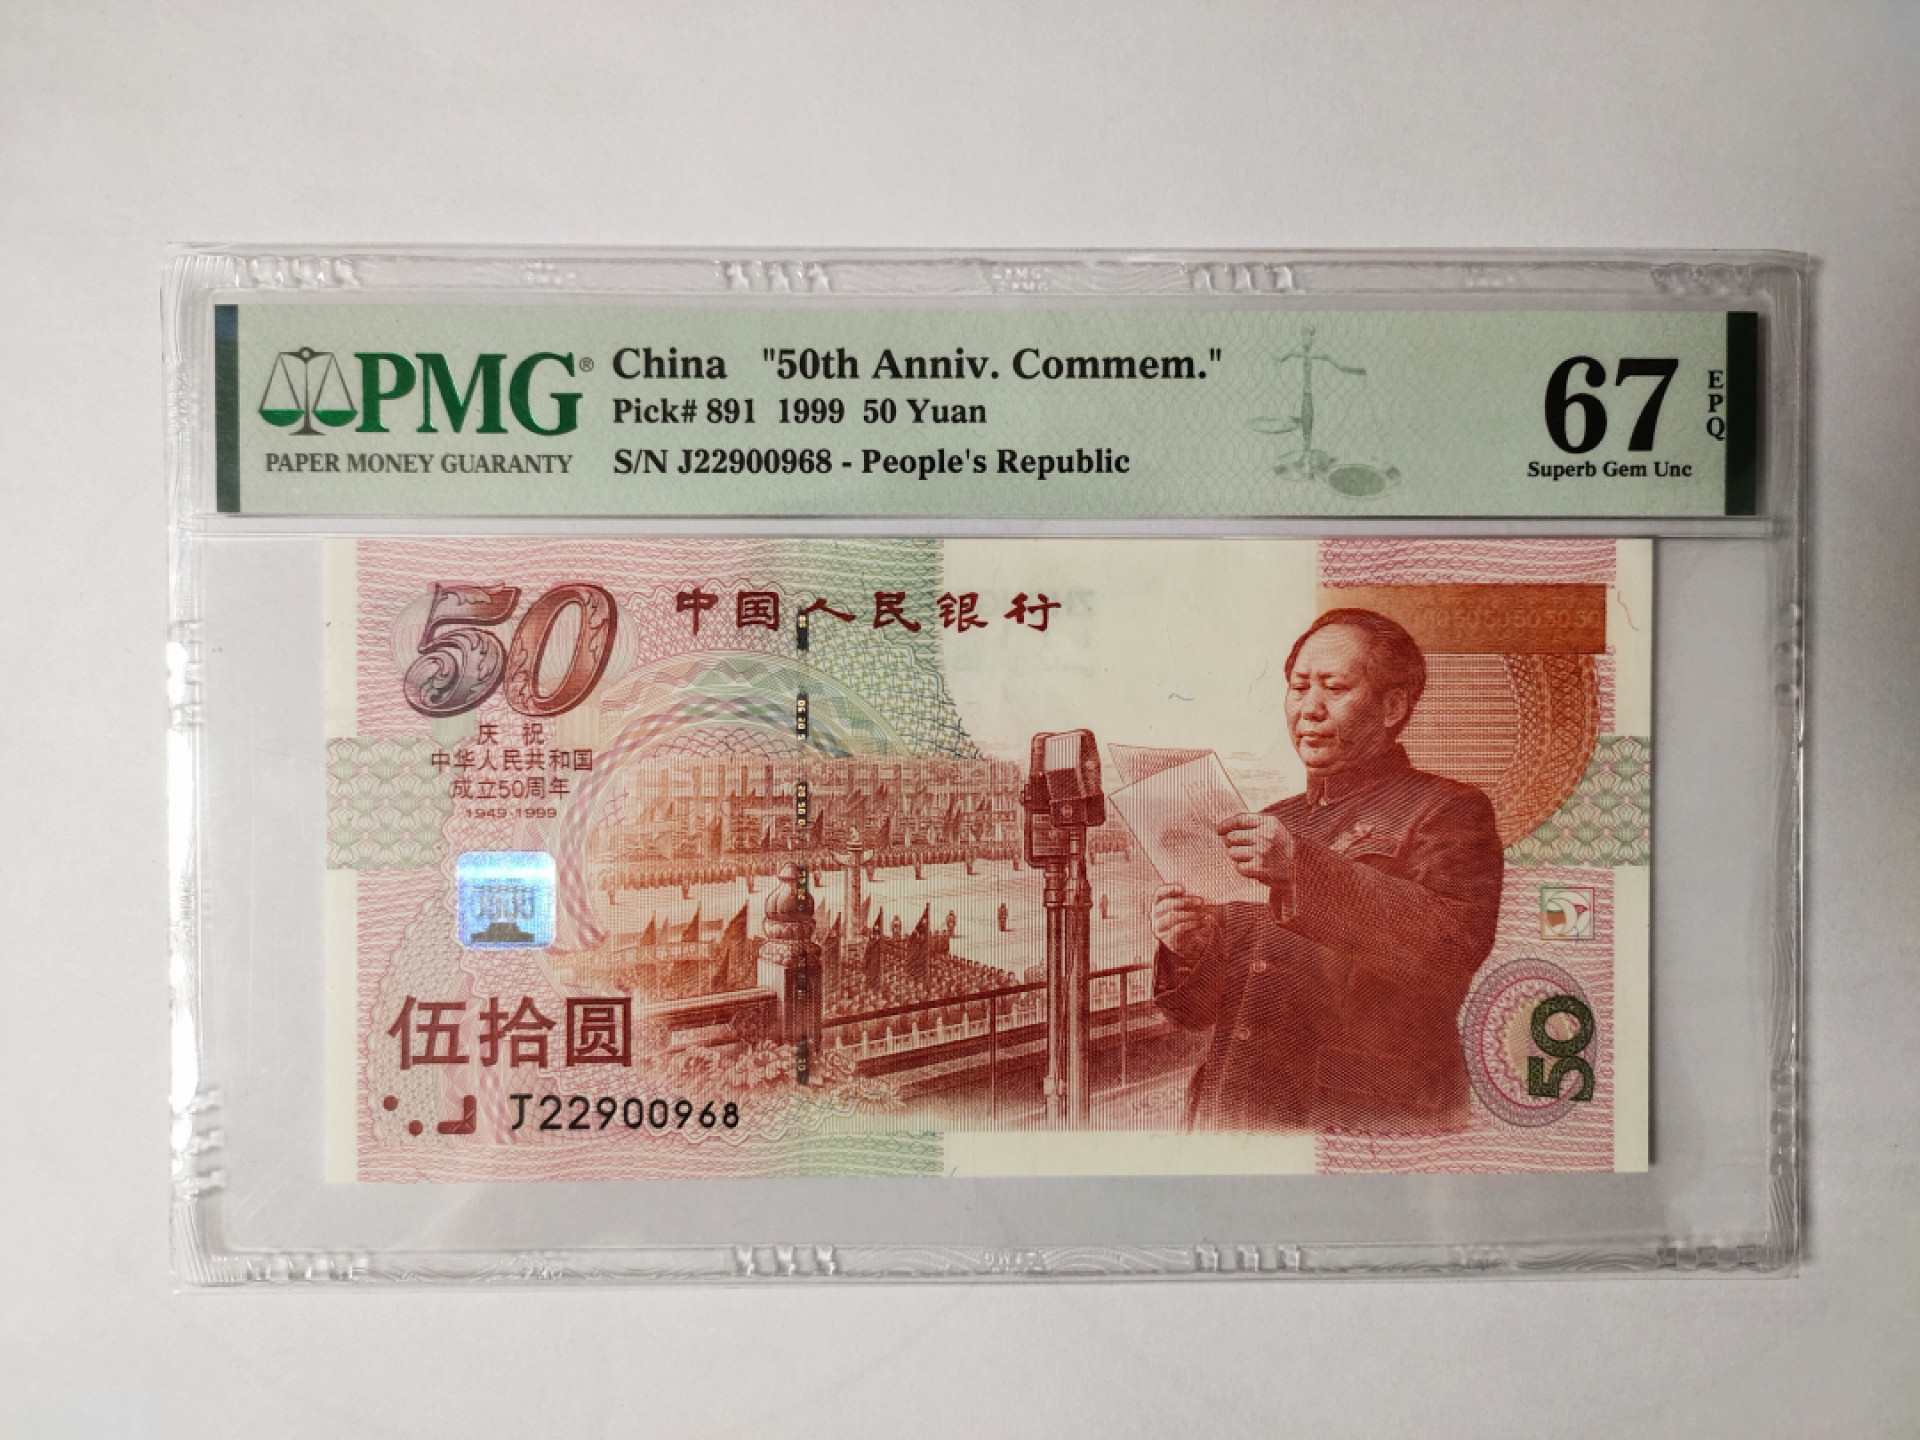 PMG®
PAPER MONEY GUARANTY
China "50th Anniv. Commem."
Pick# 891 1999 50 Yuan
S/N J22900968 - People's Republic
67
EPQ
Superb Gem Unc
50
中国人民银行
庆祝
中华人民共和国
成立50周年
1949-1999
伍拾圆
J22900968
50